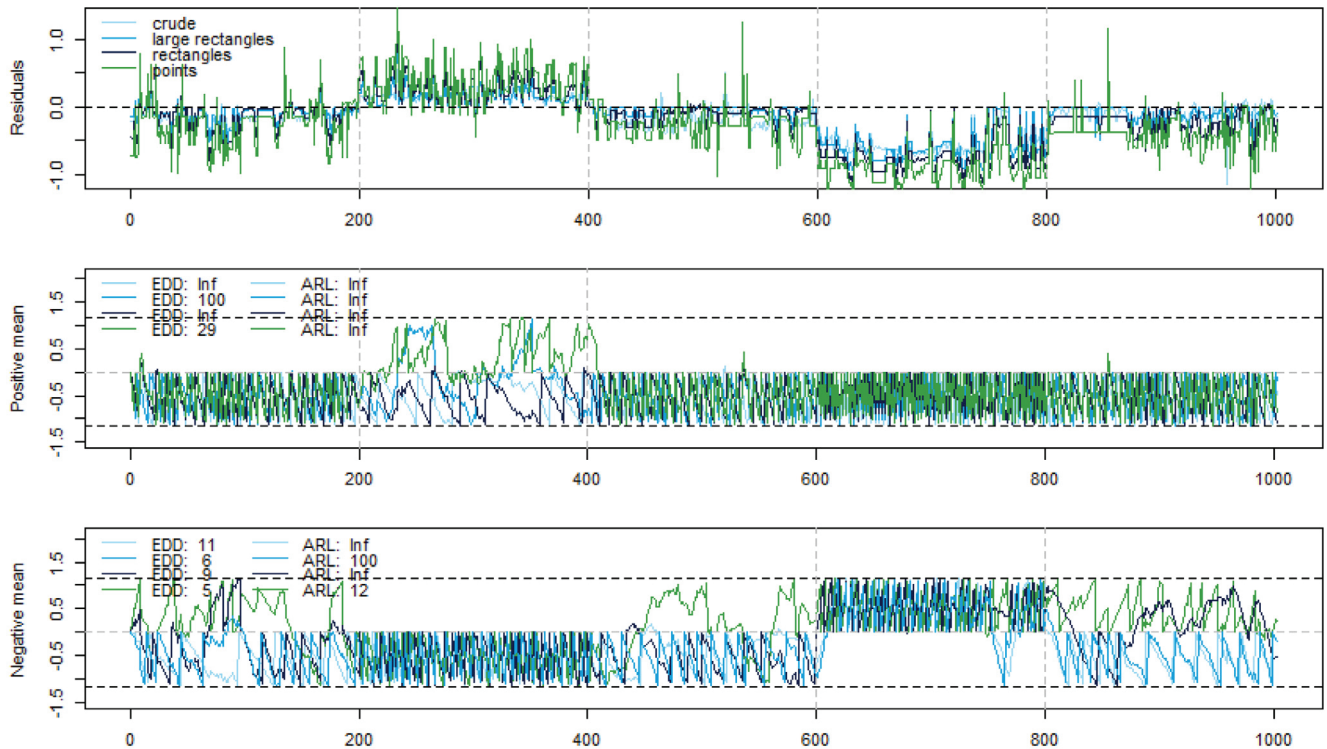 Residuals
1.0
0.0
-1.0
crude
large rectangles
rectangles
points
0 200 400 600 800 1000
Positive mean
1.5
0.5
-0.5
-1.5
EDD: Inf ARL: Inf
EDD: 100 ARL: Inf
EDD: Inf ARL: Inf
EDD: 29 ARL: Inf
0 200 400 600 800 1000
Negative mean
1.5
0.5
-0.5
-1.5
EDD: 11 ARL: Inf
EDD: 6 ARL: 100
EDD: 9 ARL: Inf
EDD: 5 ARL: 12
0 200 400 600 800 1000